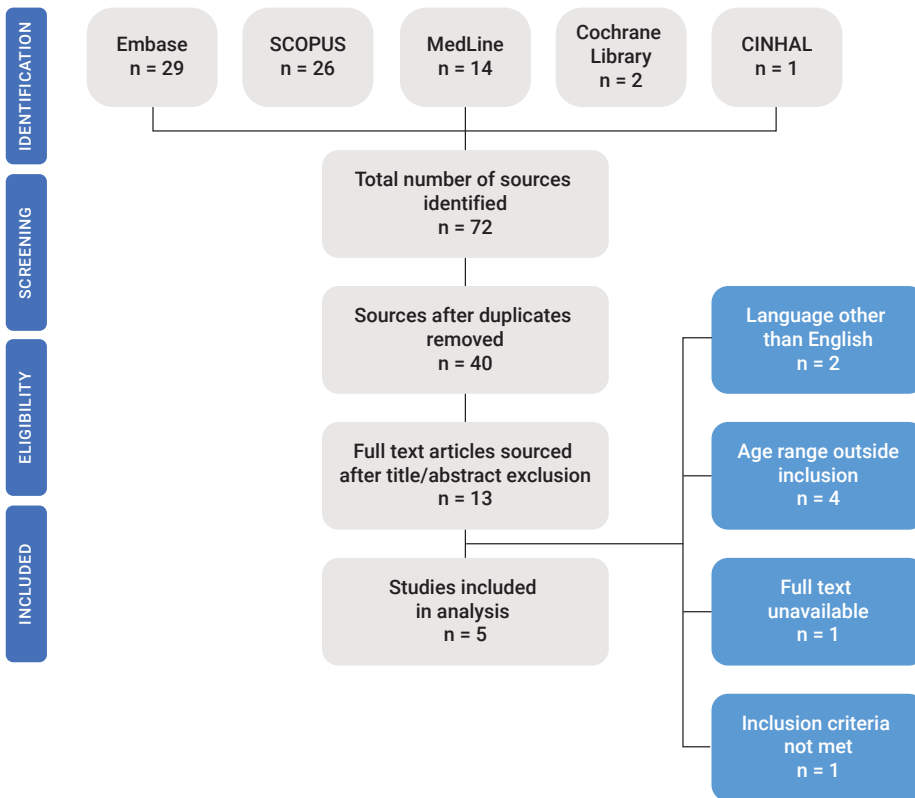 IDENTIFICATION
Embase
n = 29
SCOPUS
n = 26
MedLine
n = 14
Cochrane
Library
n = 2
CINHAL
n = 1
Total number of sources
identified
n = 72
SCREENING
Sources after duplicates
removed
n = 40
Language other
than English
n = 2
ELIGIBILITY
Full text articles sourced
after title/abstract exclusion
n = 13
Age range outside
inclusion
n = 4
INCLUDED
Studies included
in analysis
n = 5
Full text
unavailable
n = 1
Inclusion criteria
not met
n = 1